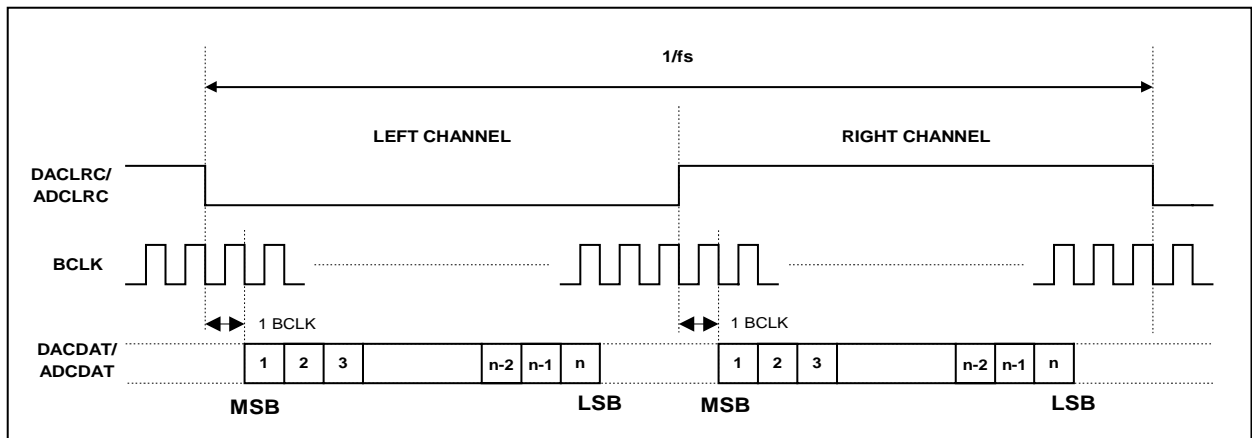 1/fs
LEFT CHANNEL
RIGHT CHANNEL
DACLRC/
ADCLRC
BCLK
1 BCLK
1 BCLK
DACDAT/
ADCDAT
1 2 3 n-2 n-1 n
1 2 3 n-2 n-1 n
MSB
LSB
MSB
LSB